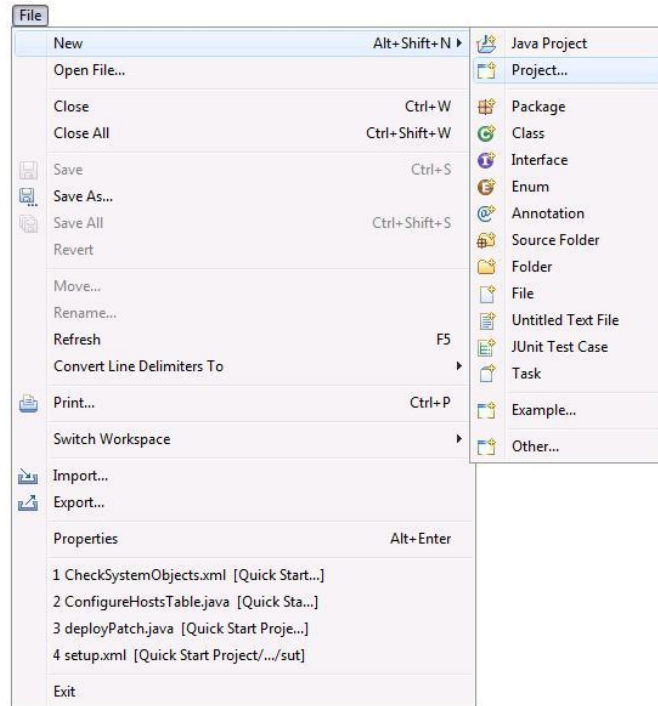 File
New Alt+Shift+N
Open File...
Close Ctrl+W
Close All Ctrl+Shift+W
Save Ctrl+S
Save As...
Save All Ctrl+Shift+S
Revert
Move...
Rename...
Refresh F5
Convert Line Delimiters To
Print... Ctrl+P
Switch Workspace
Import...
Export...
Properties Alt+Enter
1 CheckSystemObjects.xml [Quick Start...]
2 ConfigureHostsTable.java [Quick Sta...]
3 deployPatch.java [Quick Start Proje...]
4 setup.xml [Quick Start Project/.../sut]
Exit
Java Project
Project...
Package
Class
Interface
Enum
Annotation
Source Folder
Folder
File
Untitled Text File
JUnit Test Case
Task
Example...
Other...